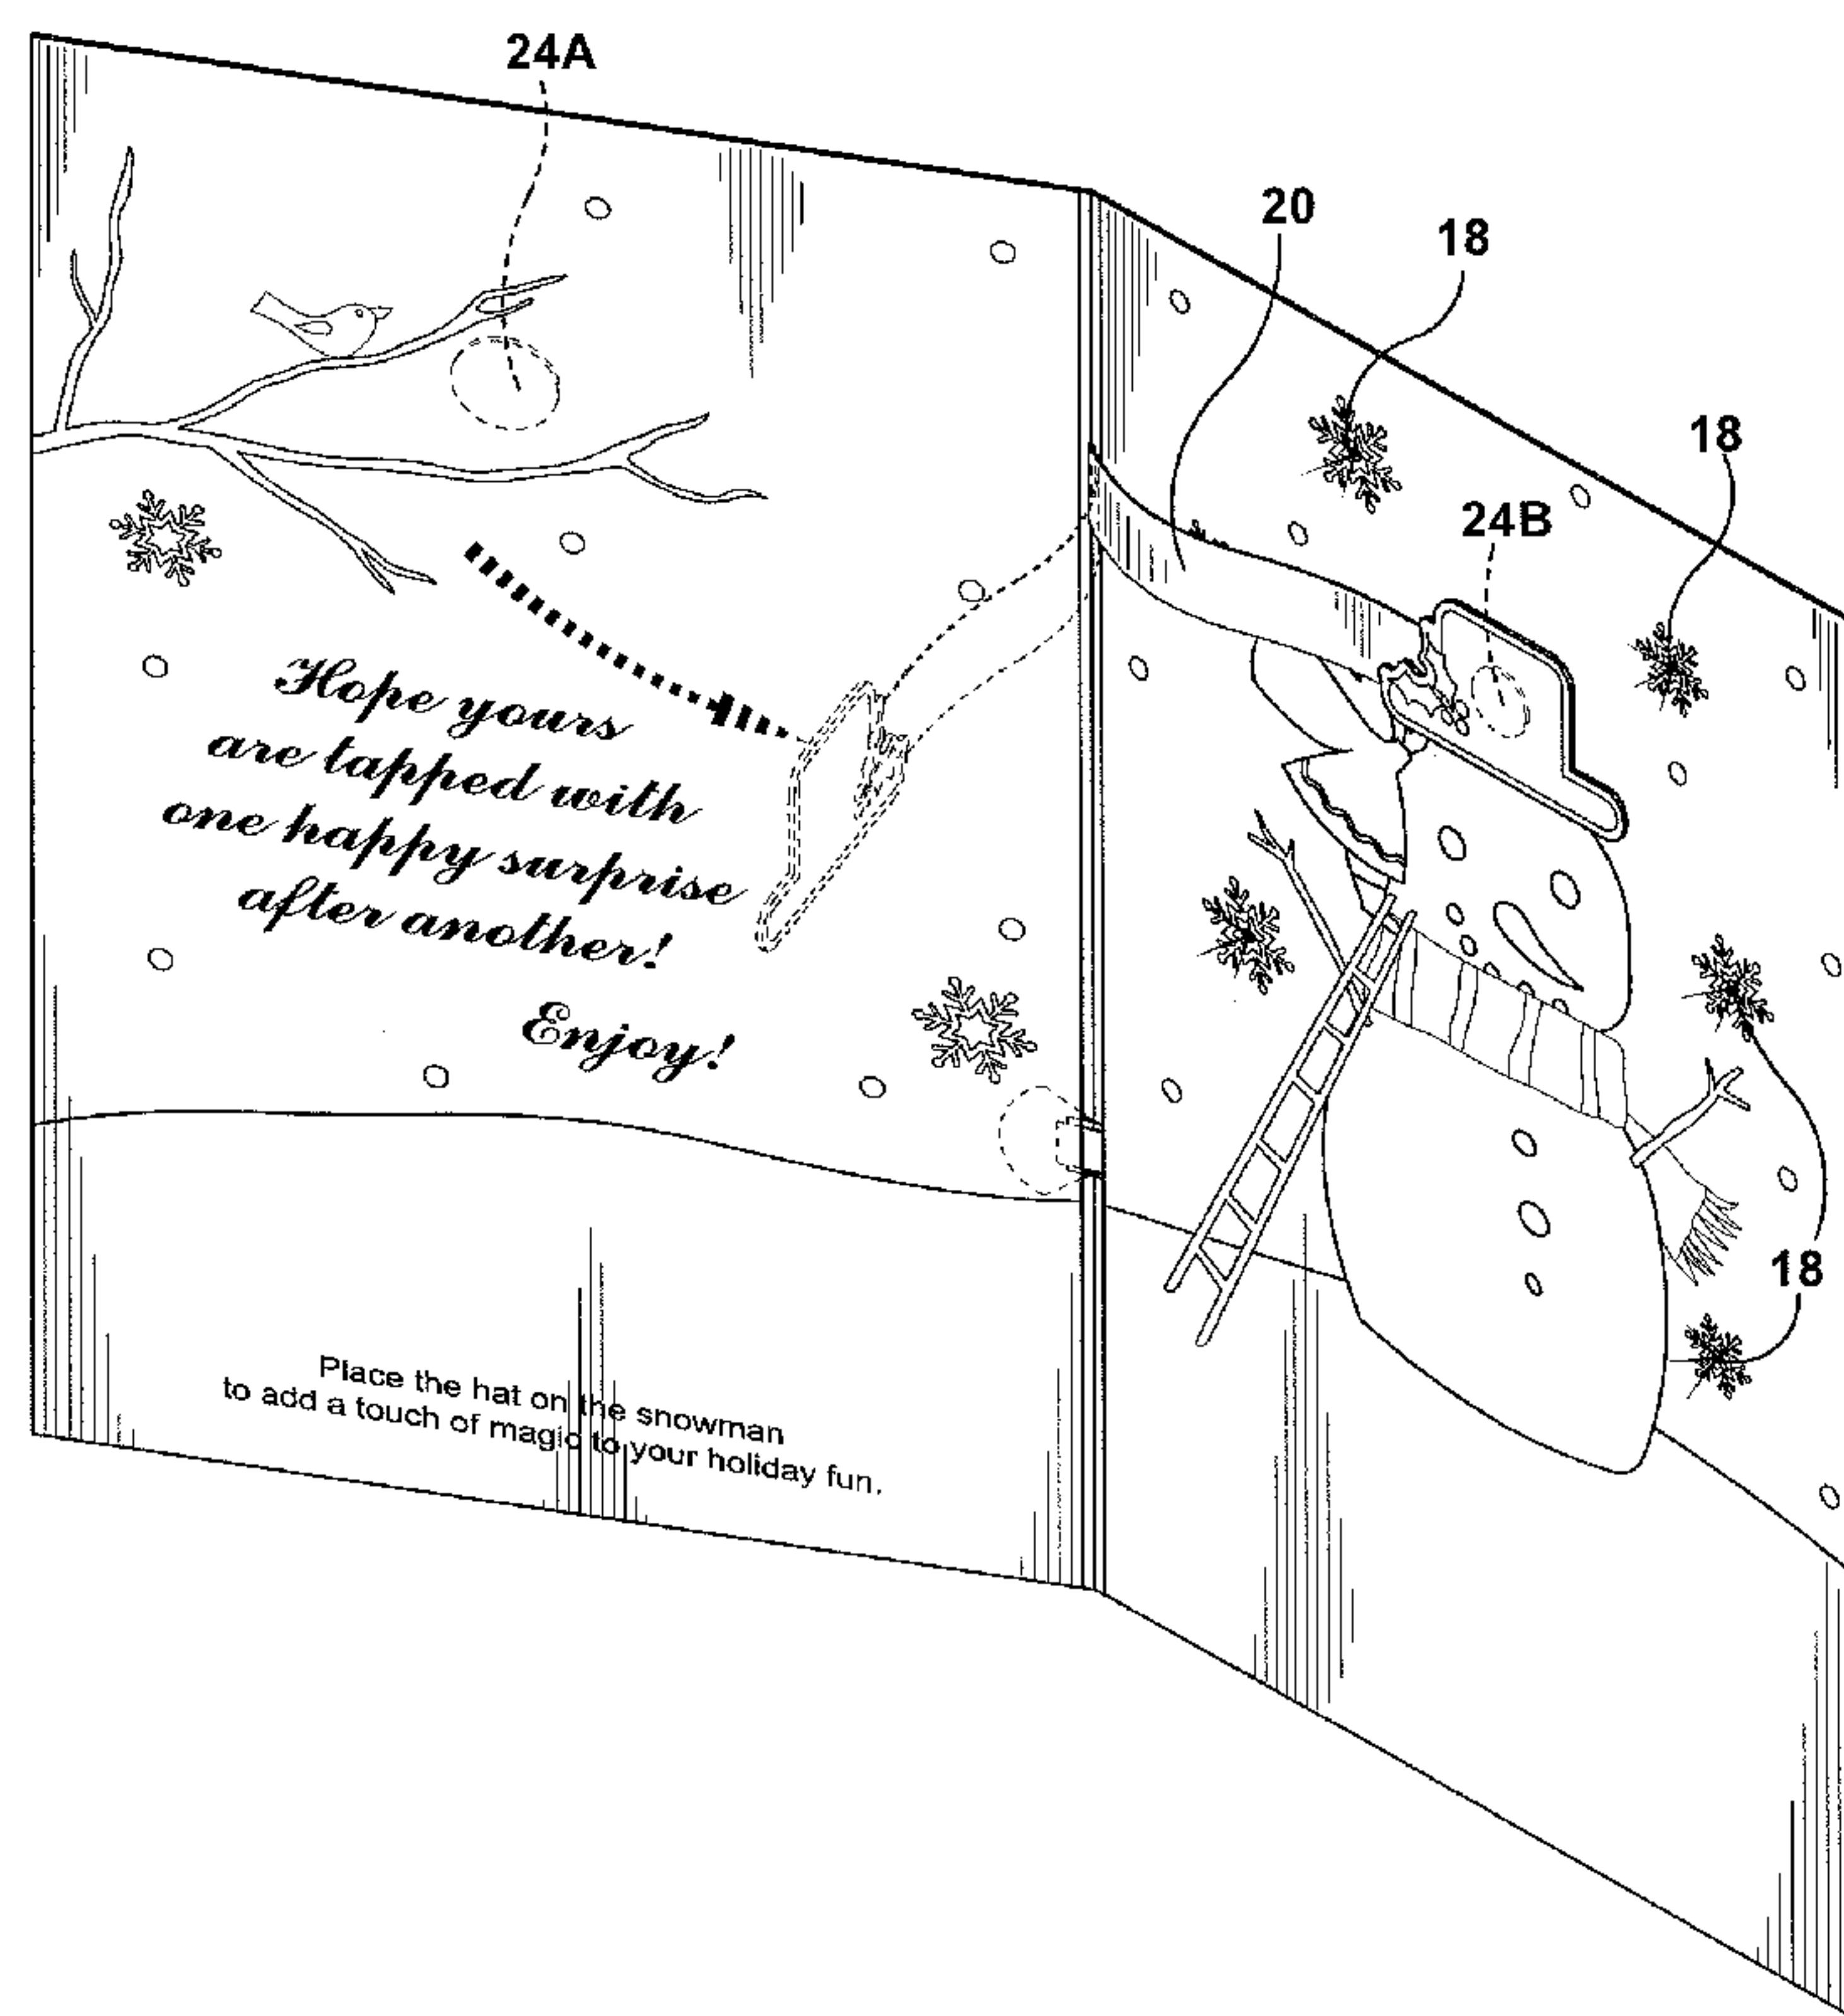 24A
20
18
18
24B
Hope yours
are tapped with
one happy surprise
after another!
Enjoy!
18
Place the hat on the snowman
to add a touch of magic to your holiday fun.